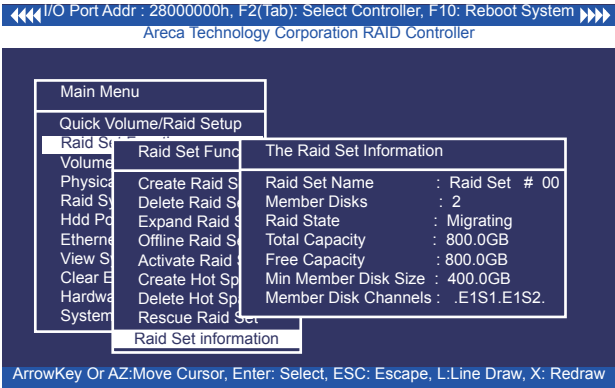 I/O Port Addr : 28000000h, F2(Tab): Select Controller, F10: Reboot System
Areca Technology Corporation RAID Controller
Main Menu
Quick Volume/Raid Setup
Raid Set
Volume
Physica
Raid Sy
Hdd Po
Etherne
View S
Clear E
Hardwa
System
Raid Set Func
Create Raid S
Delete Raid Se
Expand Raid S
Offline Raid Se
Activate Raid S
Create Hot Sp
Delete Hot Spa
Rescue Raid Set
Raid Set information
The Raid Set Information
Raid Set Name : Raid Set # 00
Member Disks : 2
Raid State : Migrating
Total Capacity : 800.0GB
Free Capacity : 800.0GB
Min Member Disk Size : 400.0GB
Member Disk Channels : .E1S1.E1S2.
ArrowKey Or AZ:Move Cursor, Enter: Select, ESC: Escape, L:Line Draw, X: Redraw